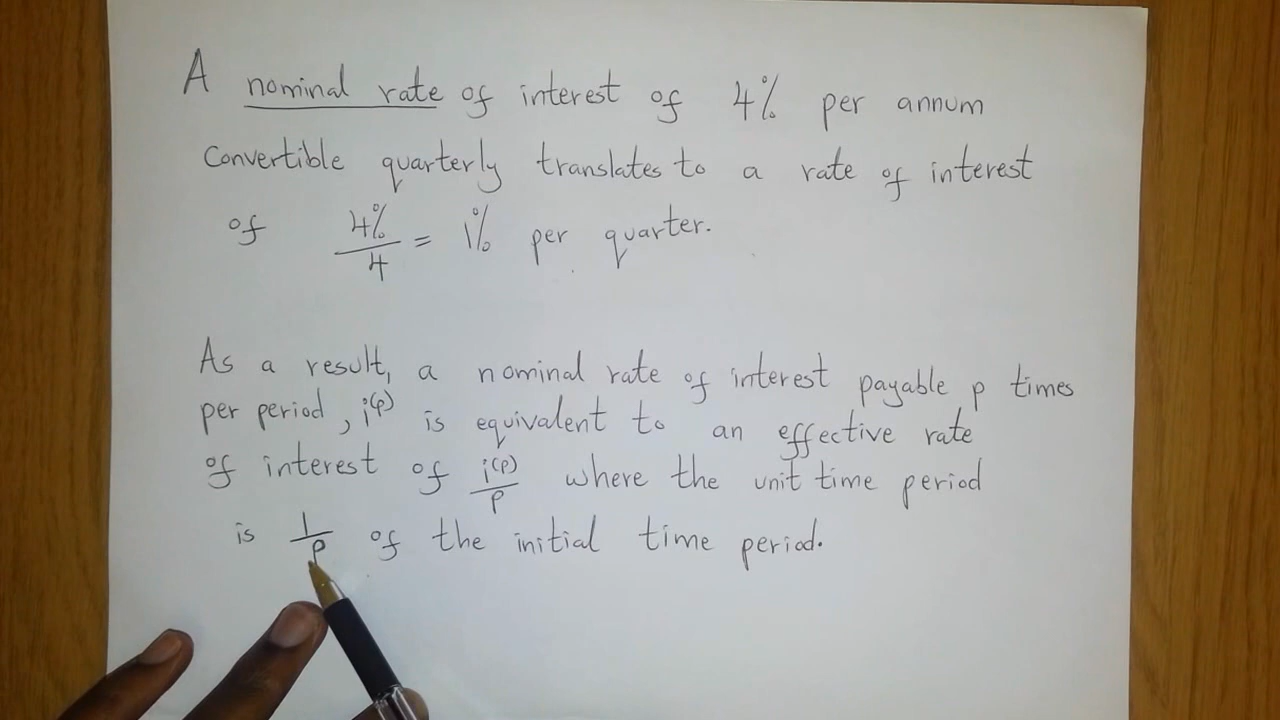 A nominal rate of interest of 4% per annum
Convertible quarterly translates to a rate of interest
of 4%/4 = 1% per quarter.
As a result, a nominal rate of interest payable p times
per period, i^(p) is equivalent to an effective rate
of interest of i^(p)/p where the unit time period
is 1/p of the initial time period.